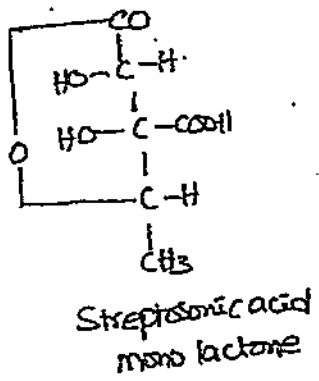 CO
HO-C-H
O
HO-C-COOH
C-H
CH3
Streptosonic acid
mono lactone